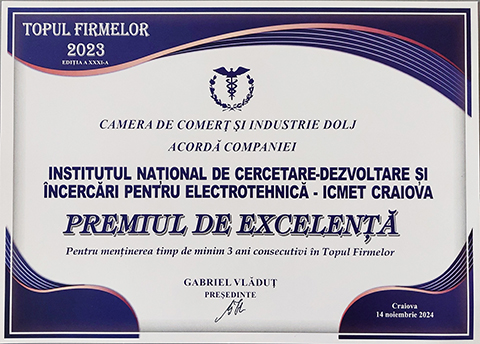 TOPUL FIRMELOR
2023
EDIȚIA A XXXI-A
CAMERA DE COMERȚ ȘI INDUSTRIE DOLJ
ACORDĂ COMPANIEI
INSTITUTUL NAȚIONAL DE CERCETARE-DEZVOLTARE ȘI
ÎNCERCĂRI PENTRU ELECTROTEHNICĂ - ICMET CRAIOVA
PREMIUL DE EXCELENȚĂ
Pentru menținerea timp de minim 3 ani consecutivi în Topul Firmelor
GABRIEL VLĂDUȚ
PREȘEDINTE
Craiova
14 noiembrie 2024